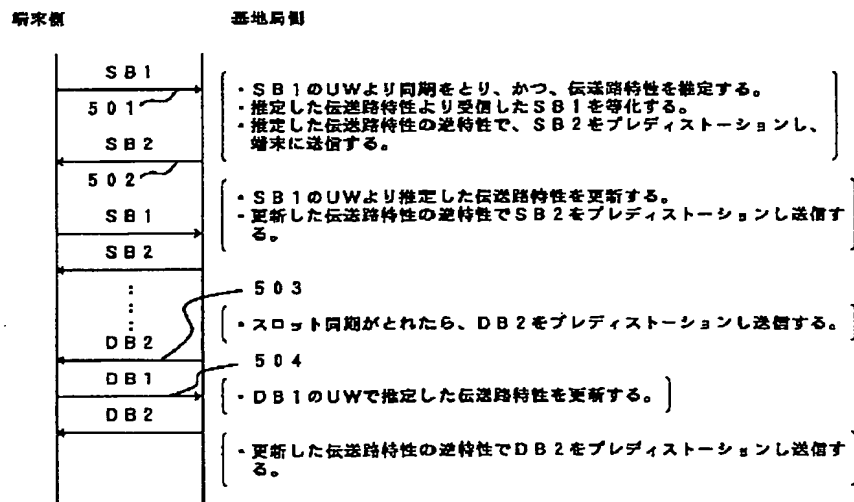 端末側 基地局側
SB1
・SB1のUWより同期をとり、かつ、伝送路特性を推定する。
・推定した伝送路特性より受信したSB1を等化する。
501
・推定した伝送路特性の逆特性で、SB2をプレディストーションし、
端末に送信する。
SB2
502
・SB1のUWより推定した伝送路特性を更新する。
・更新した伝送路特性の逆特性でSB2をプレディストーションし送信す
る。
SB1
SB2
503
・スロット同期がとれたら、DB2をプレディストーションし送信する。
DB2
504
DB1
・DB1のUWで推定した伝送路特性を更新する。
DB2
・更新した伝送路特性の逆特性でDB2をプレディストーションし送信す
る。